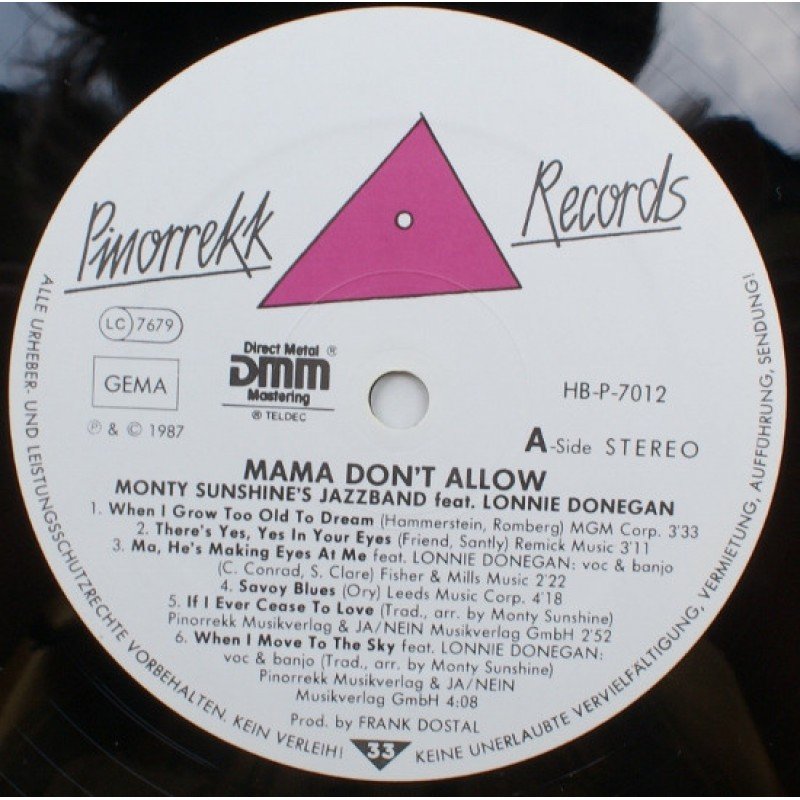 Pinorrekk Records
LC 7679
GEMA
℗ & © 1987
Direct Metal ®
DMM
Mastering
® TELDEC
HB-P-7012
A-Side STEREO
MAMA DON'T ALLOW
MONTY SUNSHINE'S JAZZBAND feat. LONNIE DONEGAN
1. When I Grow Too Old To Dream (Hammerstein, Romberg) MGM Corp. 3'33
2. There's Yes, Yes In Your Eyes (Friend, Santly) Remick Music 3'11
3. Ma, He's Making Eyes At Me feat. LONNIE DONEGAN: voc & banjo
(C. Conrad, S. Clare) Fisher & Mills Music 2'22
4. Savoy Blues (Ory) Leeds Music Corp. 4'18
5. If I Ever Cease To Love (Trad., arr. by Monty Sunshine)
Pinorrekk Musikverlag & JA/NEIN Musikverlag GmbH 2'52
6. When I Move To The Sky feat. LONNIE DONEGAN:
voc & banjo (Trad., arr. by Monty Sunshine)
Pinorrekk Musikverlag & JA/NEIN
Musikverlag GmbH 4:08
Prod. by FRANK DOSTAL
ALLE URHEBER- UND LEISTUNGSSCHUTZRECHTE VORBEHALTEN. KEIN VERLEIH! 33 KEINE UNERLAUBTE VERVIELFÄLTIGUNG, VERMIETUNG, AUFFÜHRUNG, SENDUNG!